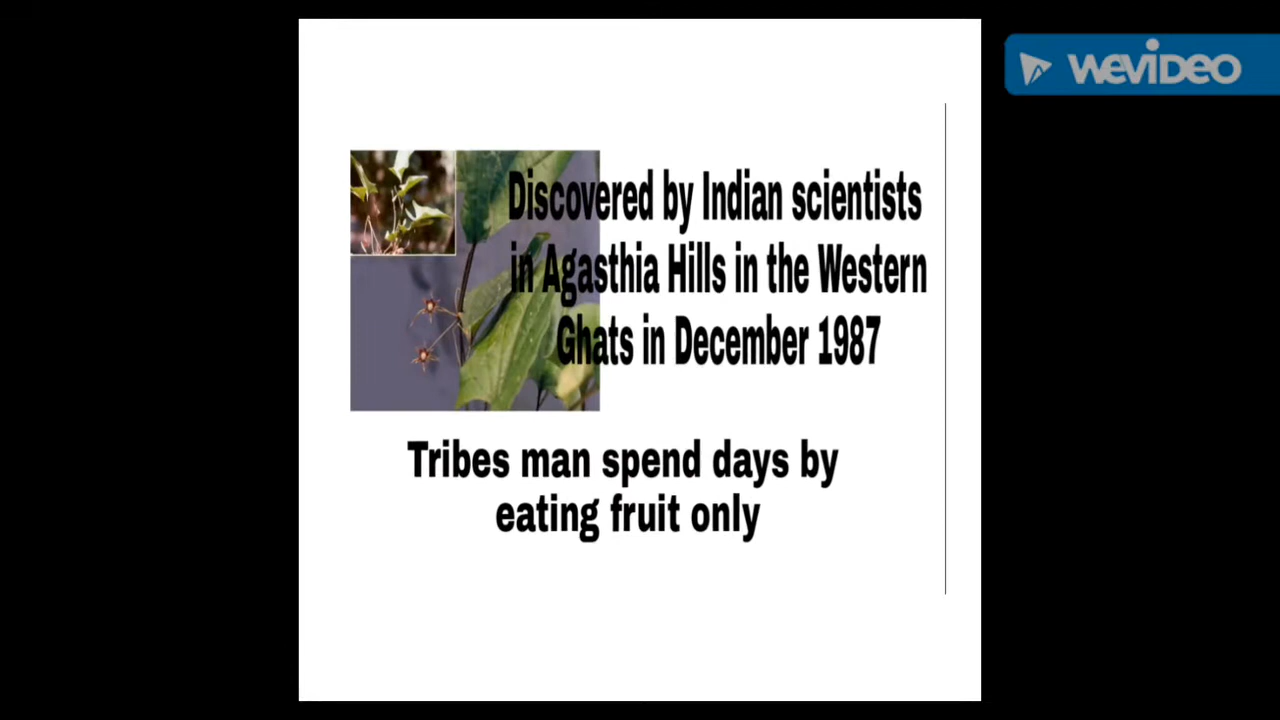 WeVideo
Discovered by Indian scientists
in Agasthia Hills in the Western
Ghats in December 1987
Tribes man spend days by
eating fruit only